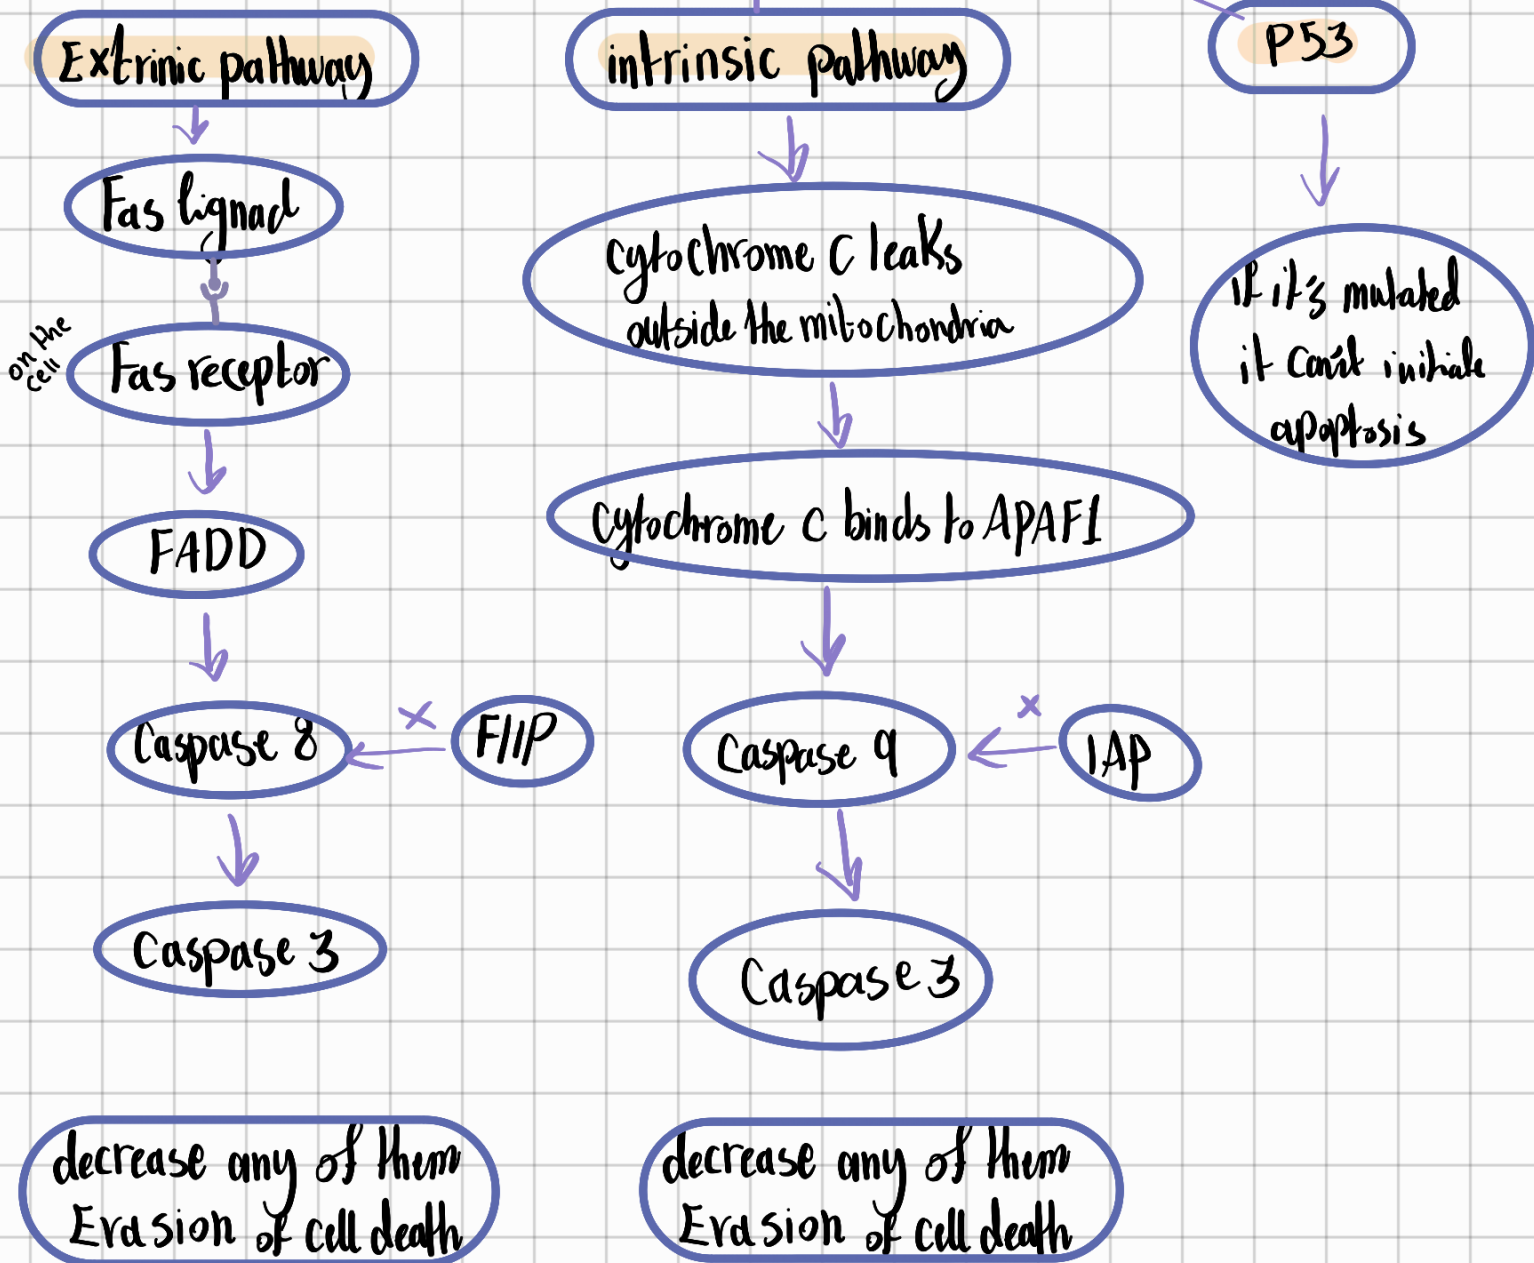 Extrinic pathway
Fas lignad
on the
cell
Fas receptor
FADD
Caspase 8
x
FlIP
Caspase 3
decrease any of them
Evasion of cell death
intrinsic pathway
cytochrome C leaks
outside the mitochondria
cytochrome c binds to APAF1
Caspase 9
x
IAP
Caspase 3
decrease any of them
Evasion of cell death
P53
if it's mutated
it can't initiate
apoptosis